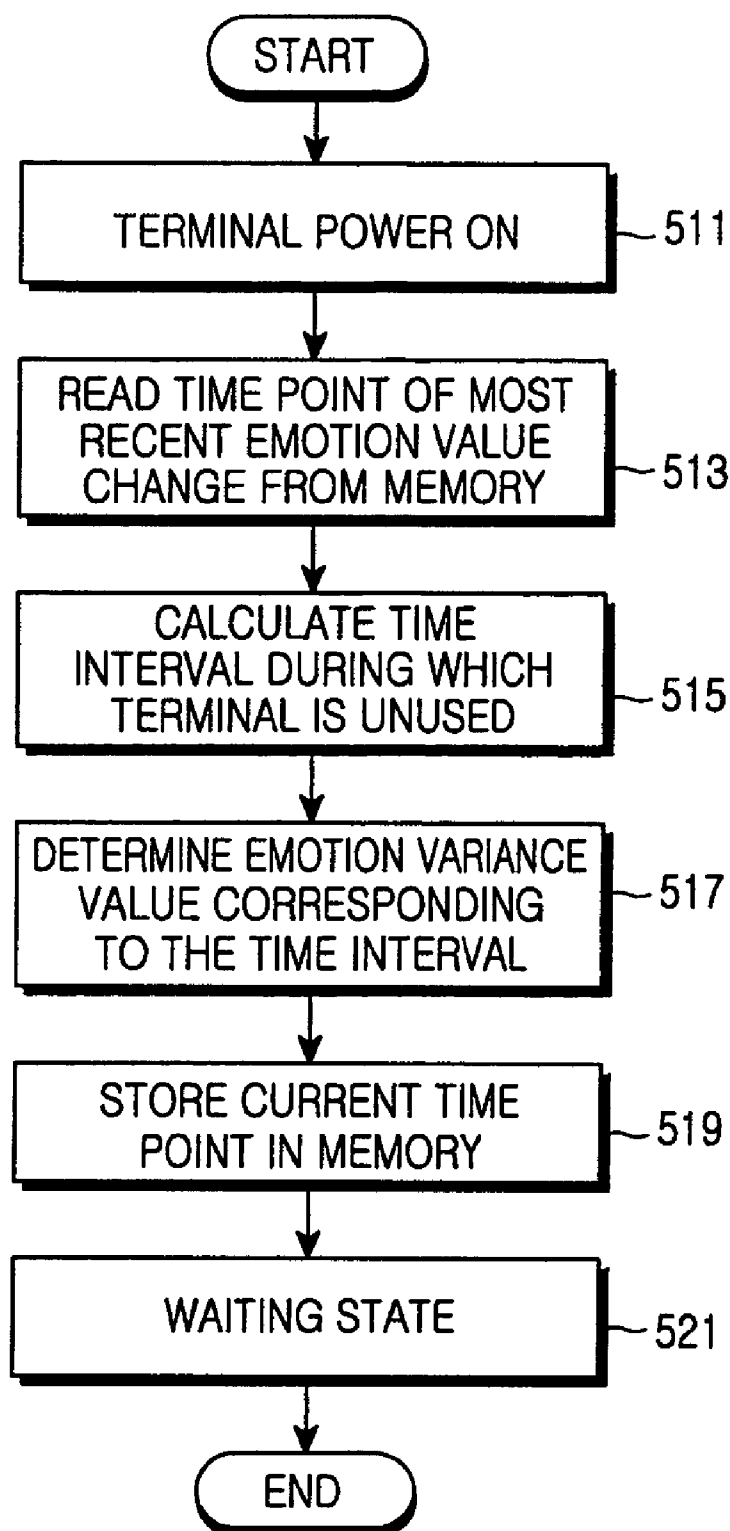 START
TERMINAL POWER ON
511
READ TIME POINT OF MOST
RECENT EMOTION VALUE
CHANGE FROM MEMORY
513
CALCULATE TIME
INTERVAL DURING WHICH
TERMINAL IS UNUSED
515
DETERMINE EMOTION VARIANCE
VALUE CORRESPONDING
TO THE TIME INTERVAL
517
STORE CURRENT TIME
POINT IN MEMORY
519
WAITING STATE
521
END